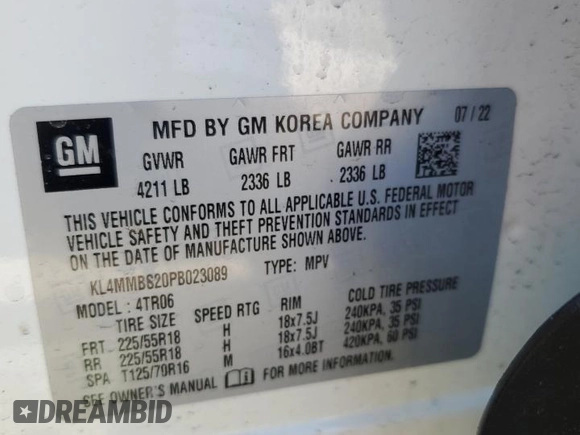 GM
MFD BY GM KOREA COMPANY 07/22
GVWR GAWR FRT GAWR RR
4211 LB 2336 LB 2336 LB
THIS VEHICLE CONFORMS TO ALL APPLICABLE U.S. FEDERAL MOTOR
VEHICLE SAFETY AND THEFT PREVENTION STANDARDS IN EFFECT
ON THE DATE OF MANUFACTURE SHOWN ABOVE.
KL4MMBS20PB023089 TYPE: MPV
MODEL: 4TR06
TIRE SIZE SPEED RTG RIM COLD TIRE PRESSURE
FRT 225/55R18 H 18x7.5J 240KPA, 35 PSI
RR 225/55R18 H 18x7.5J 240KPA, 35 PSI
SPA T125/70R16 M 16x4.0BT 420KPA, 60 PSI
SEE OWNER'S MANUAL FOR MORE INFORMATION.
DREAMBID